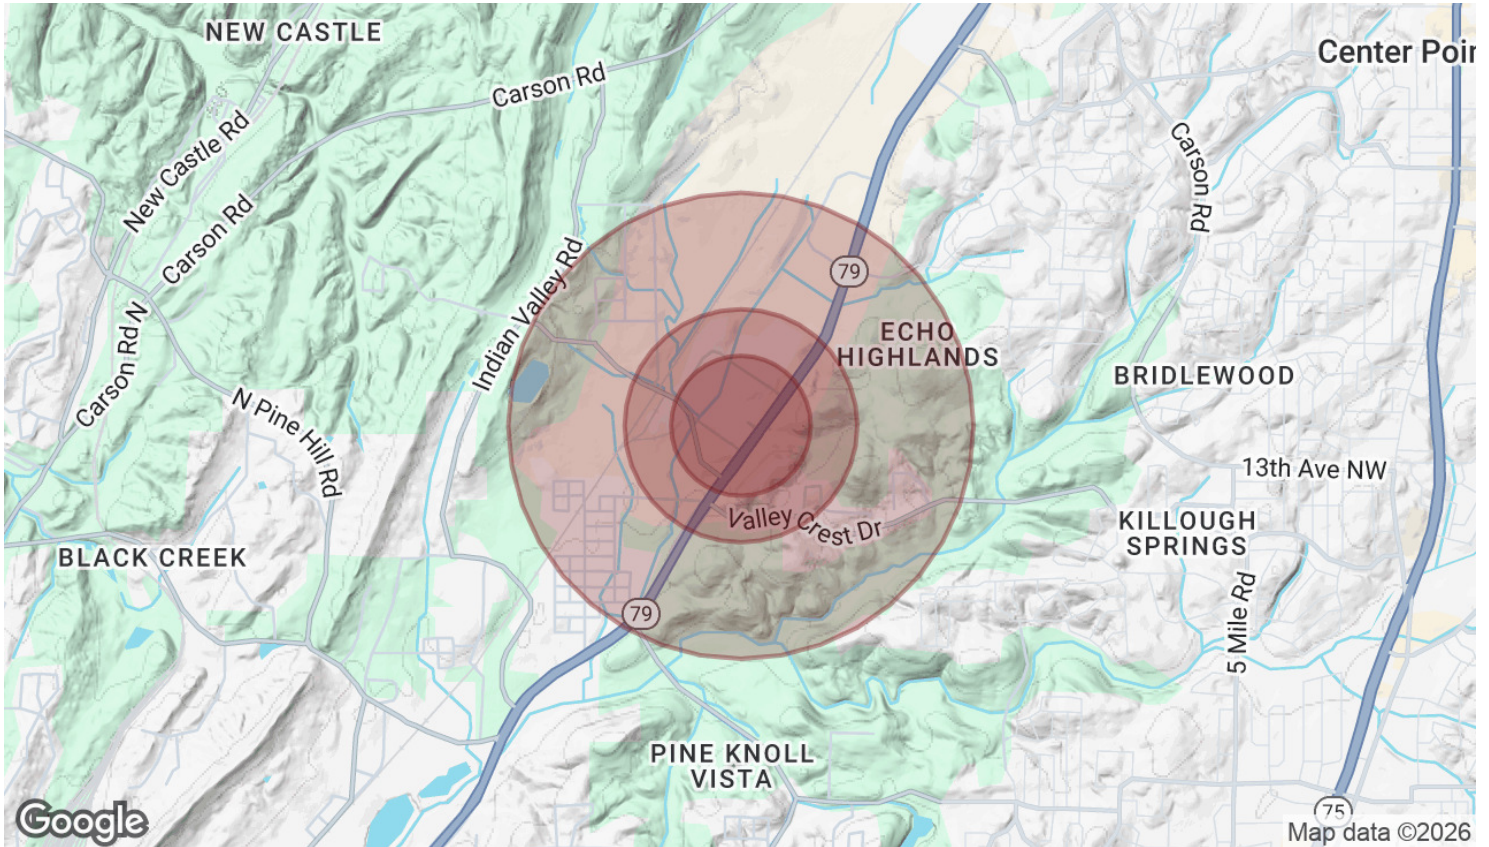 NEW CASTLE
Center Poin
Carson Rd
New Castle Rd
Carson Rd
Carson Rd
Indian Valley Rd
79
ECHO
HIGHLANDS
Carson Rd N
BRIDLEWOOD
N Pine Hill Rd
13th Ave NW
Valley Crest Dr
KILLOUGH
SPRINGS
BLACK CREEK
79
5 Mile Rd
PINE KNOLL
VISTA
75
Google
Map data ©2026